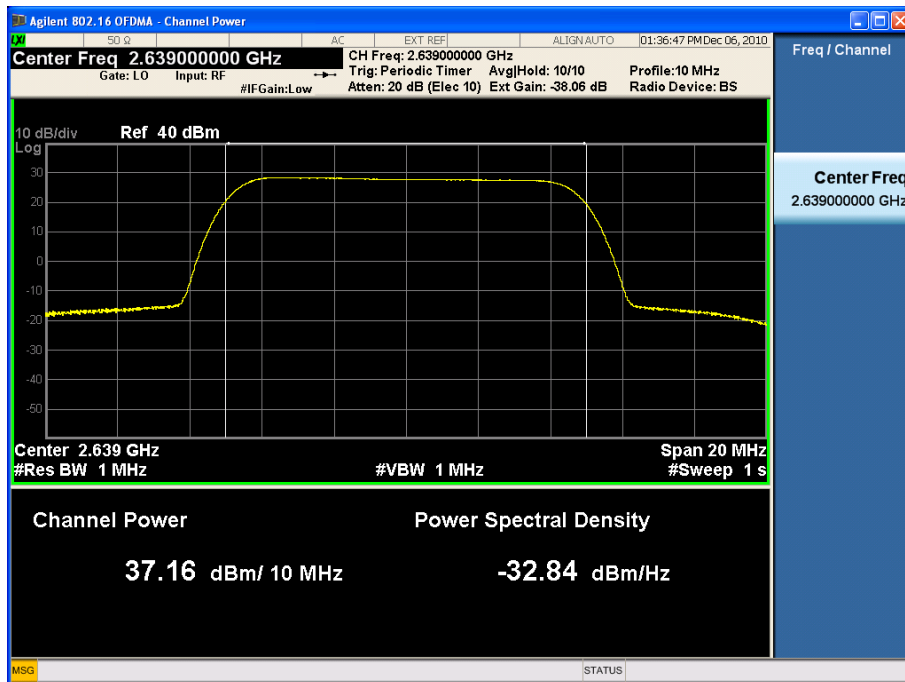 Agilent 802.16 OFDMA - Channel Power
LXI 50 Ω AC EXT REF ALIGN AUTO 01:36:47 PM Dec 06, 2010
Center Freq 2.639000000 GHz
CH Freq: 2.639000000 GHz
Gate: LO Input: RF Trig: Periodic Timer Avg|Hold: 10/10 Profile: 10 MHz
#IFGain:Low Atten: 20 dB (Elec 10) Ext Gain: -38.06 dB Radio Device: BS
Freq / Channel
Center Freq
2.639000000 GHz
10 dB/div Ref 40 dBm
Log
30
20
10
0
-10
-20
-30
-40
-50
Center 2.639 GHz Span 20 MHz
#Res BW 1 MHz #VBW 1 MHz #Sweep 1 s
Channel Power Power Spectral Density
37.16 dBm/ 10 MHz -32.84 dBm/Hz
MSG STATUS